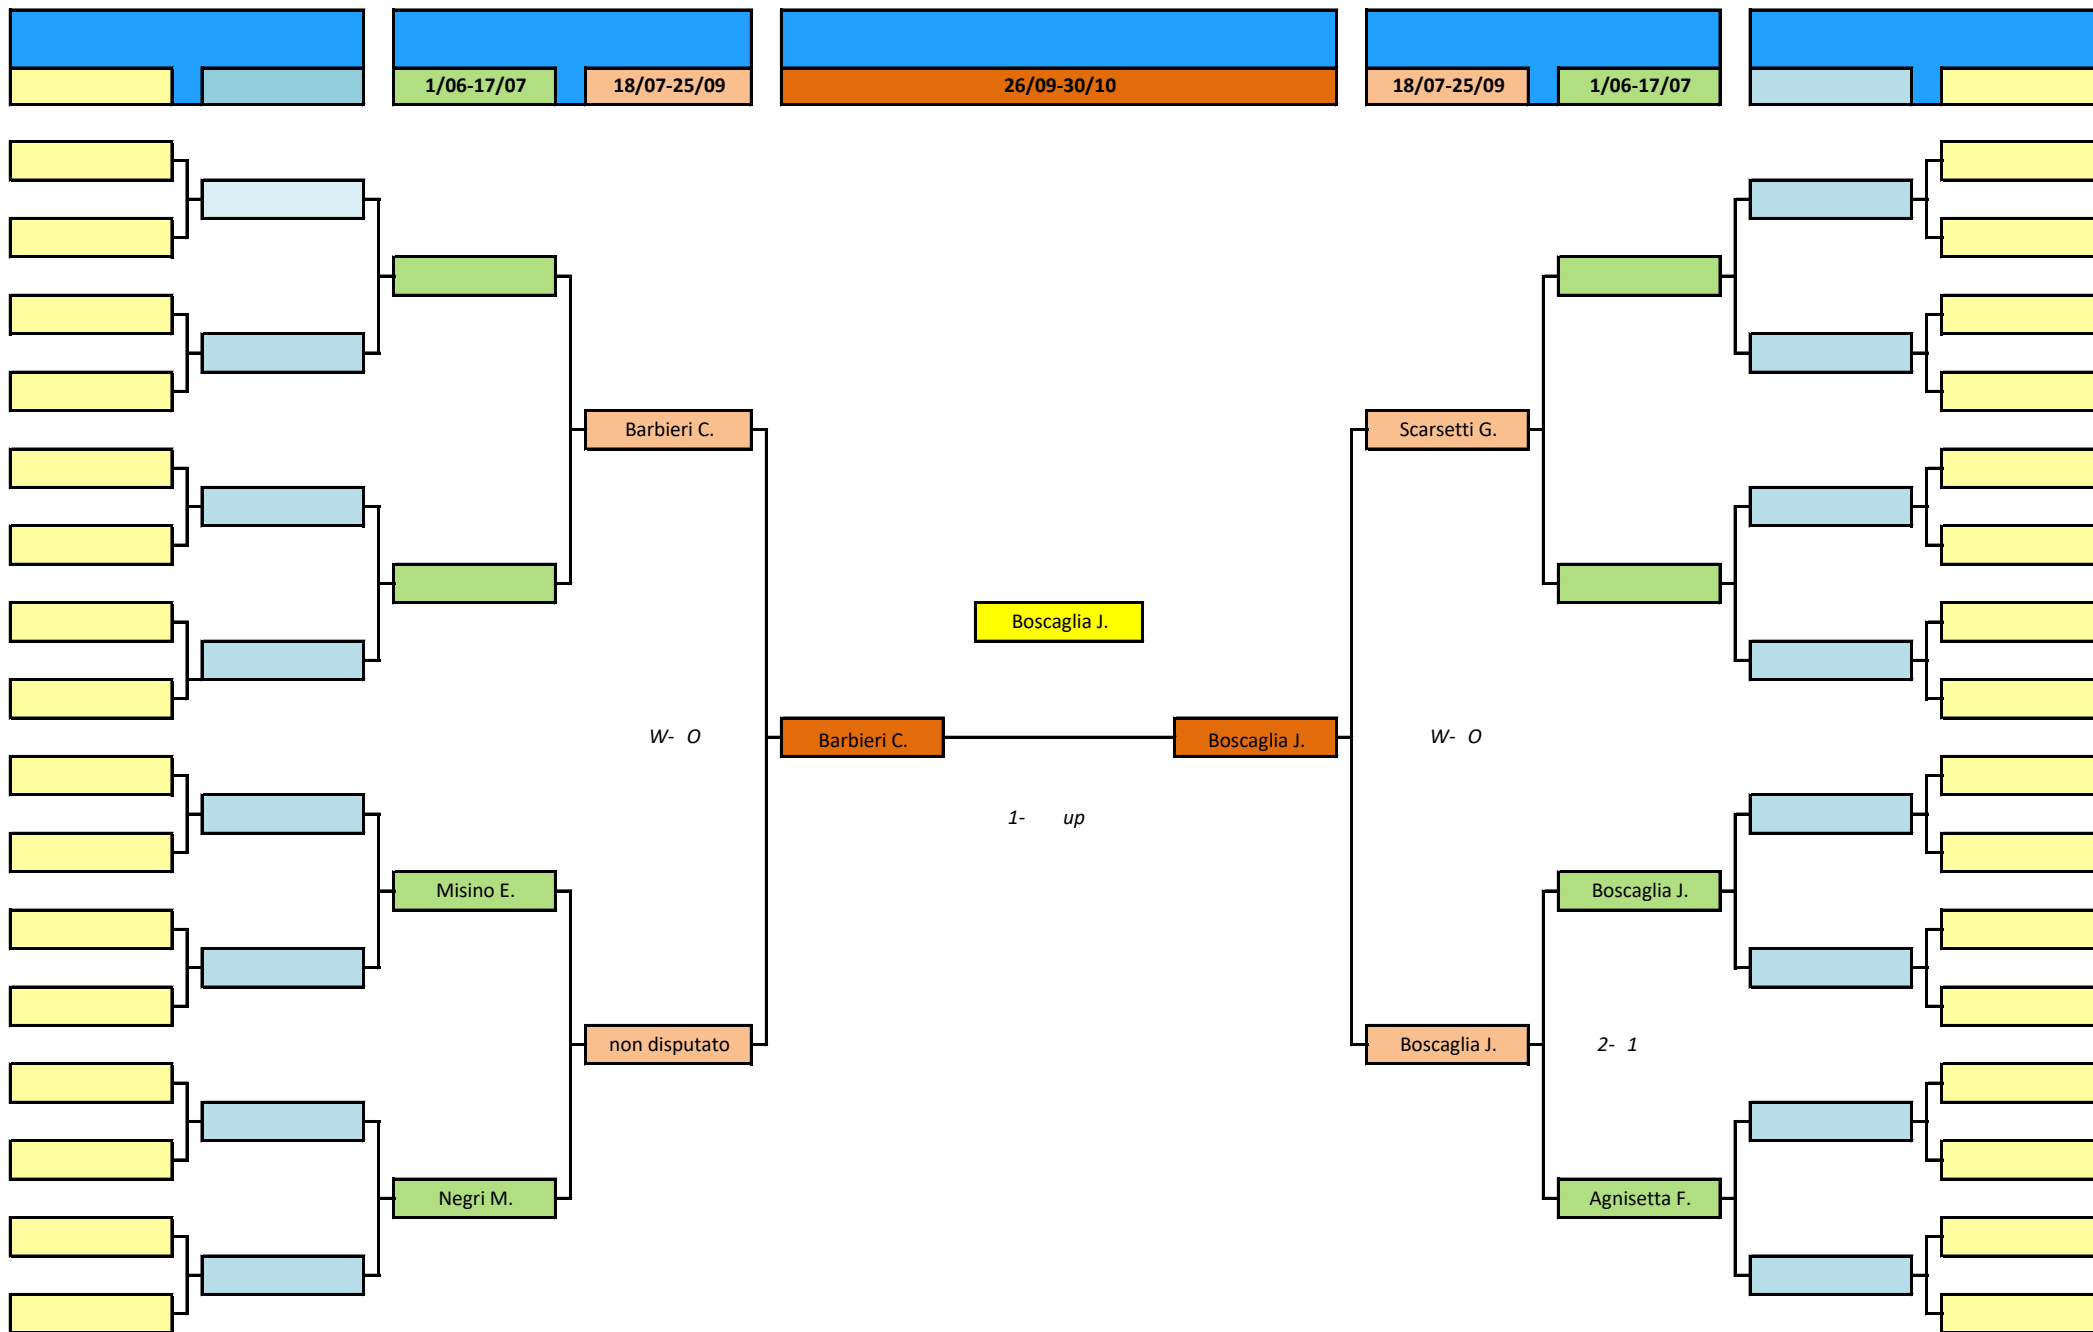 1/06-17/07 18/07-25/09 26/09-30/10 18/07-25/09 1/06-17/07
Barbieri C. Scarsetti G.
Boscaglia J.
W- O Barbieri C. Boscaglia J. W- O
1- up
Misino E. Boscaglia J.
non disputato Boscaglia J. 2- 1
Negri M. Agnisetta F.